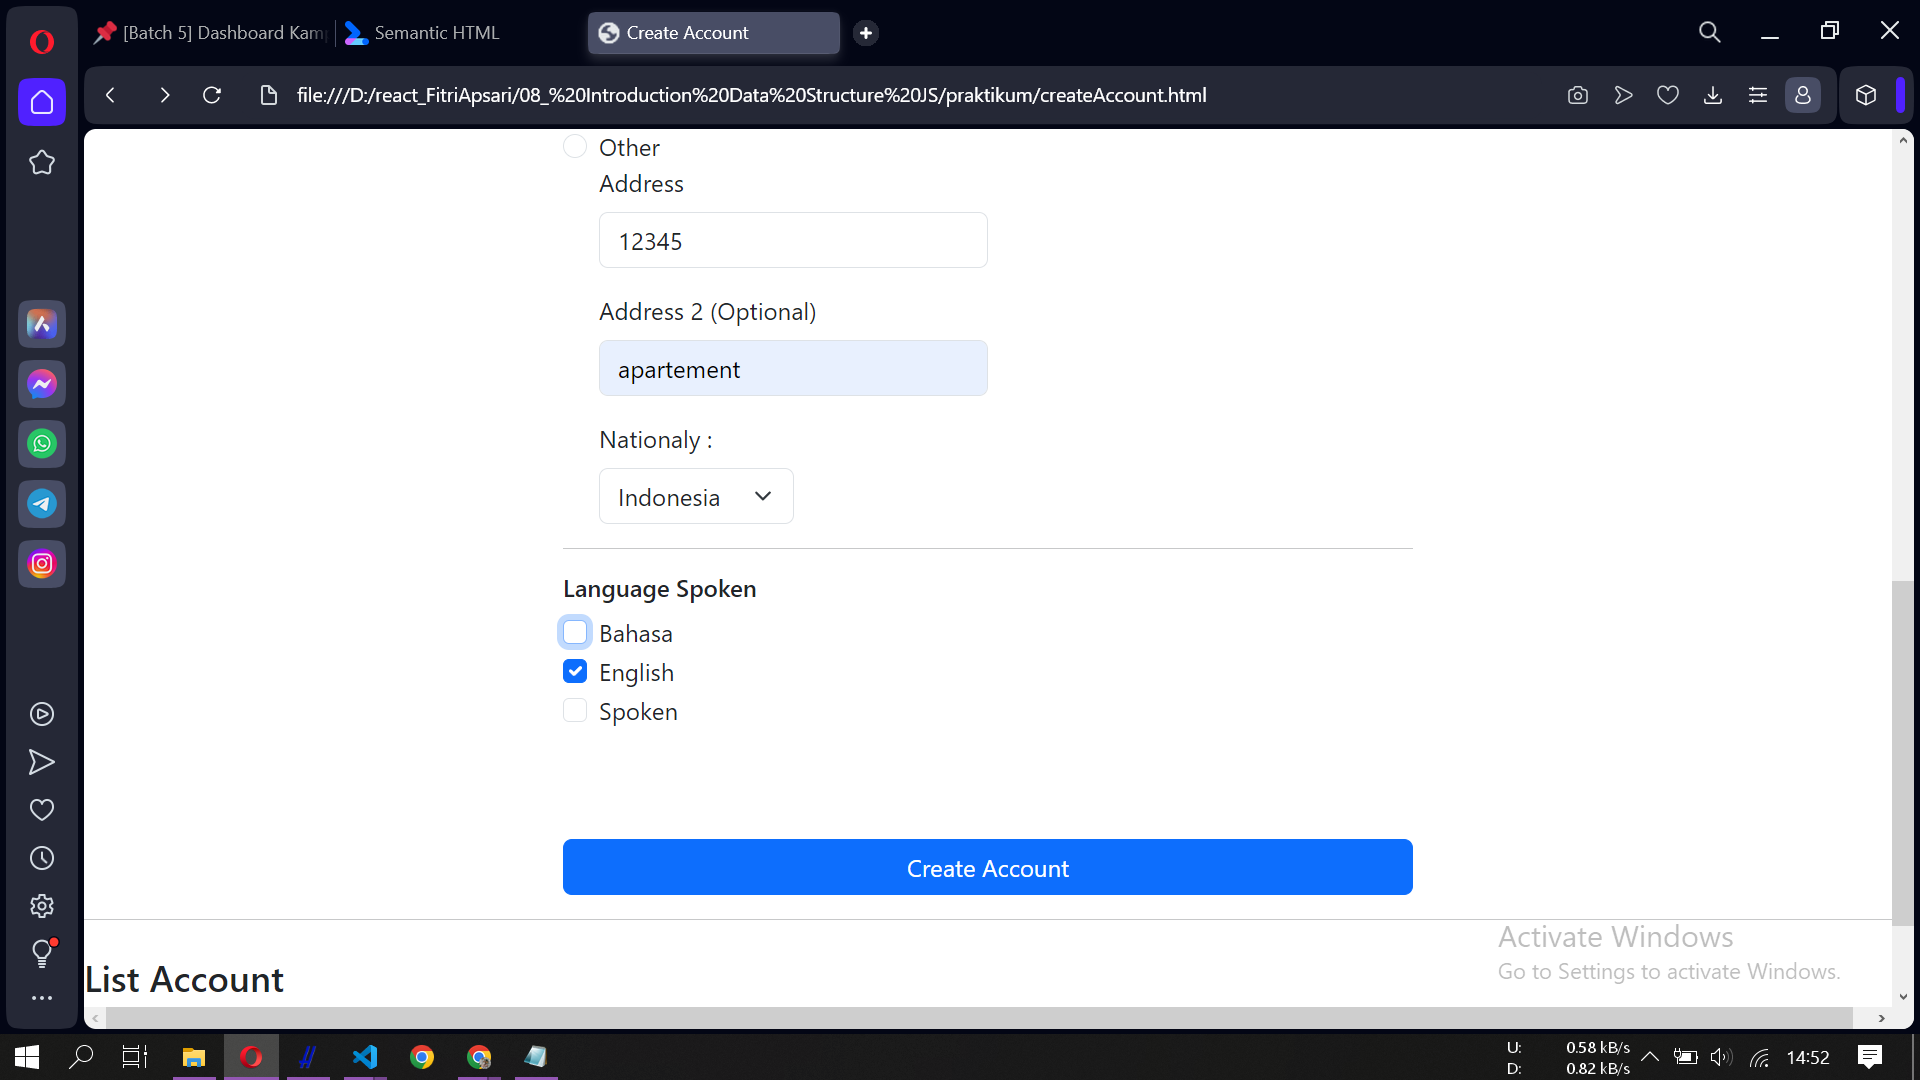 [Batch 5] Dashboard Kam
Semantic HTML
Create Account
file:///D:/react_FitriApsari/08_%20Introduction%20Data%20Structure%20JS/praktikum/createAccount.html
Other
Address
12345
Address 2 (Optional)
apartement
Nationaly :
Indonesia
Language Spoken
Bahasa
English
Spoken
Create Account
Activate Windows
Go to Settings to activate Windows.
List Account
U: 0.58 kB/s
D: 0.82 kB/s
14:52